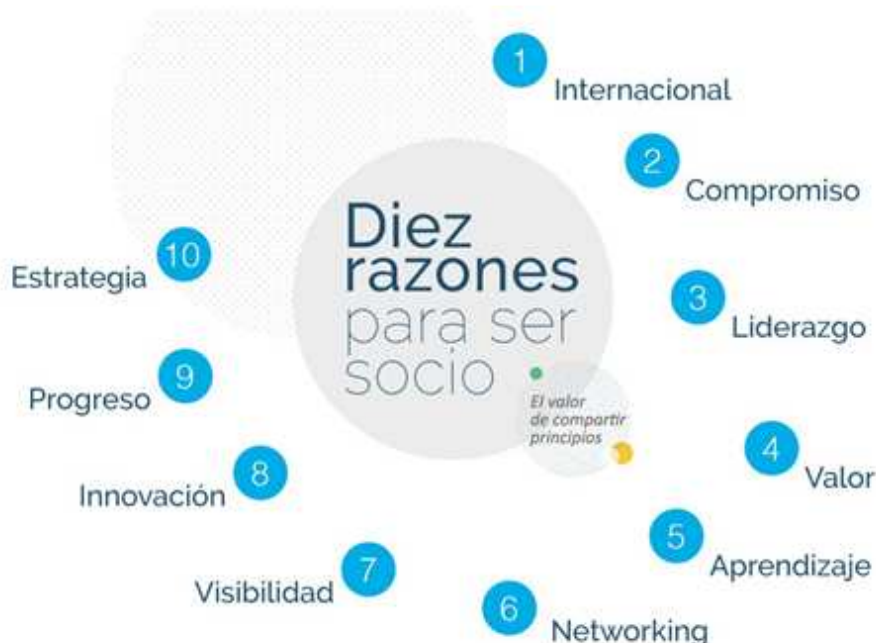 Diez
razones
para ser
socio
El valor
de compartir
principios
1
Internacional
2
Compromiso
3
Liderazgo
4
Valor
5
Aprendizaje
6
Networking
7
Visibilidad
8
Innovación
9
Progreso
10
Estrategia